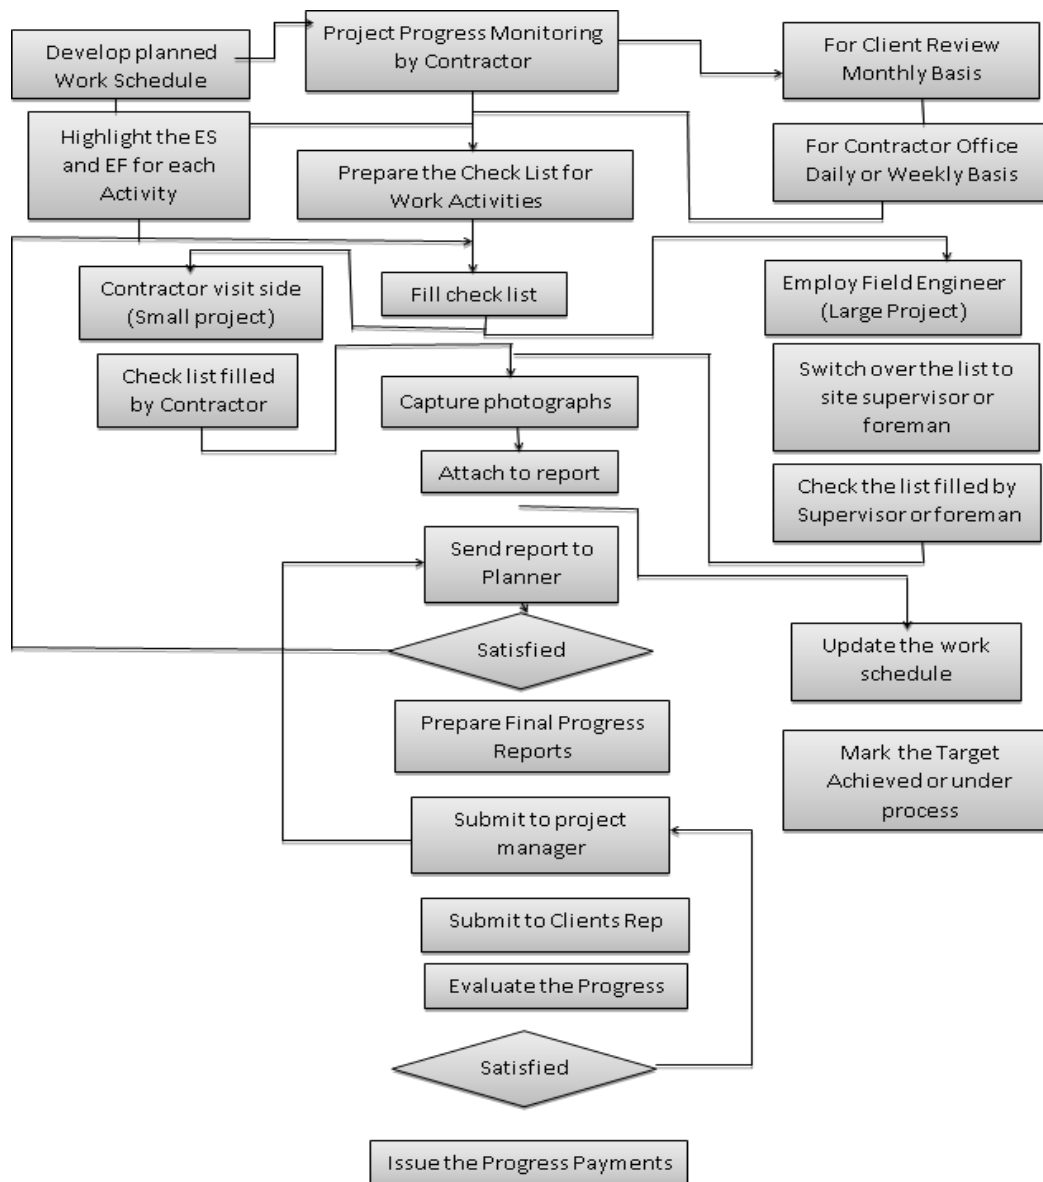 Develop planned
Work Schedule
Project Progress Monitoring
by Contractor
For Client Review
Monthly Basis
Highlight the ES
and EF for each
Activity
Prepare the Check List for
Work Activities
For Contractor Office
Daily or Weekly Basis
Contractor visit side
(Small project)
Fill check list
Employ Field Engineer
(Large Project)
Check list filled
by Contractor
Capture photographs
Switch over the list to
site supervisor or
foreman
Attach to report
Check the list filled by
Supervisor or foreman
Send report to
Planner
Satisfied
Update the work
schedule
Prepare Final Progress
Reports
Mark the Target
Achieved or under
process
Submit to project
manager
Submit to Clients Rep
Evaluate the Progress
Satisfied
Issue the Progress Payments